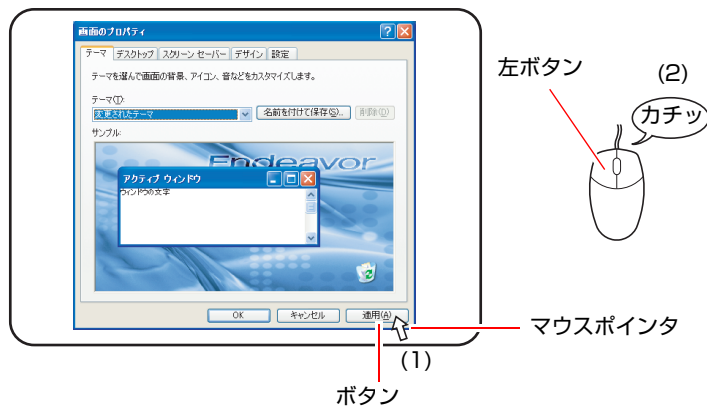 画面のプロパティ
テーマ デスクトップ スクリーン セーバー デザイン 設定
テーマを選んで画面の背景、アイコン、音などをカスタマイズします。
テーマ(T):
変更されたテーマ 名前を付けて保存(S)... 削除(D)
サンプル:
Endeavor
アクティブ ウィンドウ
ウィンドウの文字
OK キャンセル 適用(A)
(1)
ボタン
マウスポインタ
左ボタン
(2)
カチッ